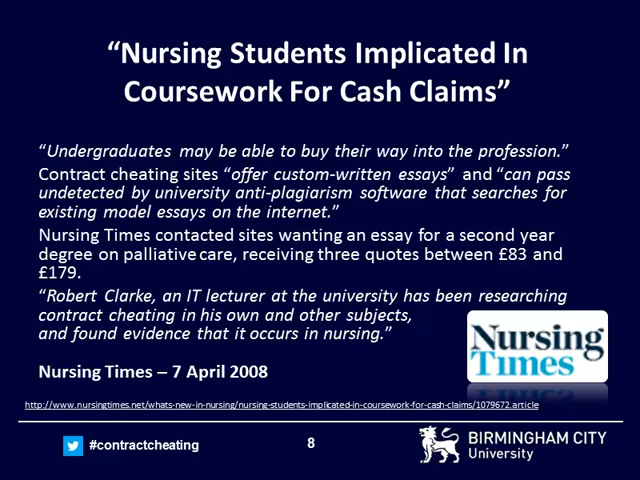 “Nursing Students Implicated In
Coursework For Cash Claims”
“Undergraduates may be able to buy their way into the profession.”
Contract cheating sites “offer custom-written essays” and “can pass
undetected by university anti-plagiarism software that searches for
existing model essays on the internet.”
Nursing Times contacted sites wanting an essay for a second year
degree on palliative care, receiving three quotes between £83 and
£179.
“Robert Clarke, an IT lecturer at the university has been researching
contract cheating in his own and other subjects,
and found evidence that it occurs in nursing.”
Nursing
Times
Nursing Times – 7 April 2008
http://www.nursingtimes.net/whats-new-in-nursing/nursing-students-implicated-in-coursework-for-cash-claims/1079672.article
#contractcheating
8
BIRMINGHAM CITY
University